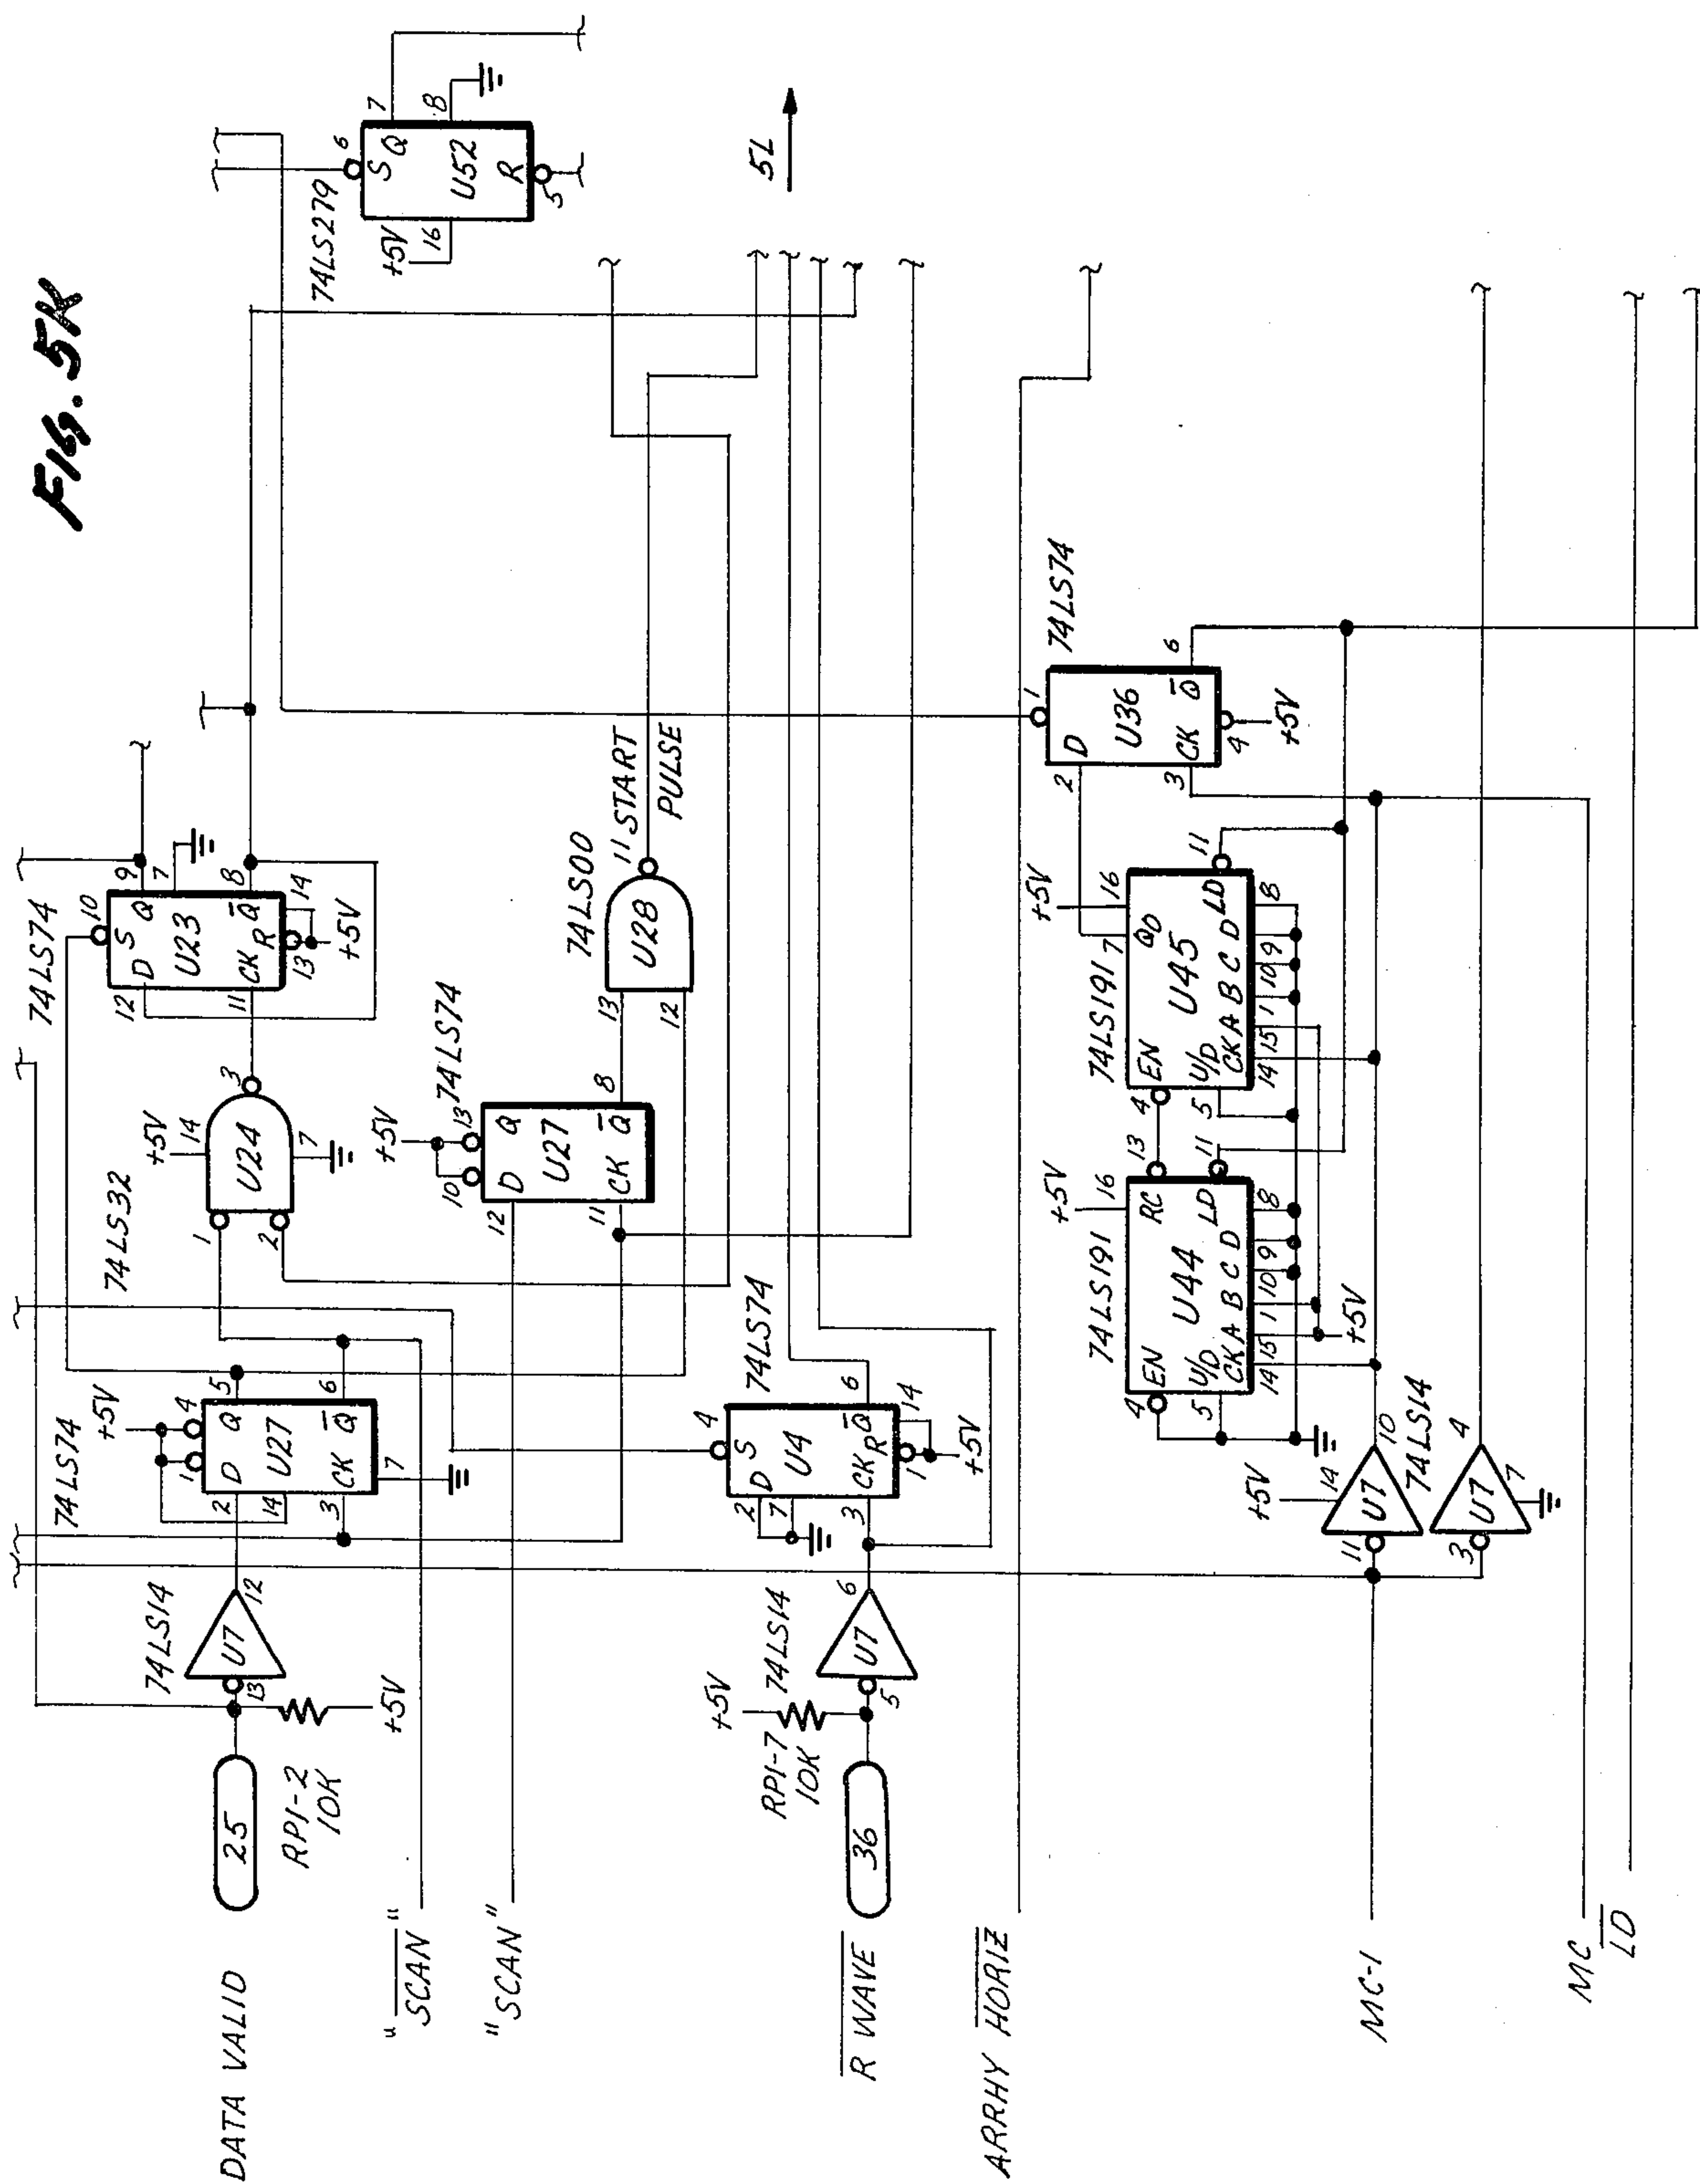 Fig. 5K
DATA VALID
25
RP1-2
10K
+5V
13
U7
12
74LS14
74LS74
+5V
1
4
2
14
3
D
Q
U27
CK
Q̅
5
6
7
74LS32
+5V
14
1
2
U24
3
7
74LS74
10
12
11
D
S
Q
U23
CK
R
Q̅
9
7
8
14
13
+5V
74LS279
+5V
16
6
S
Q
U52
R
7
8
5
"S̅C̅A̅N̅"
"SCAN"
74LS74
+5V
10
13
12
11
D
Q
U27
CK
Q̅
8
74LS00
13
12
U28
11 START
PULSE
5L
R̅ ̅W̅A̅V̅E̅
36
RP1-7
10K
+5V
5
U7
6
74LS14
74LS74
4
2
7
3
D
S
U4
CK
R
Q̅
6
14
1
+5V
ARRHY H̅O̅R̅I̅Z̅
74LS191
+5V
16
4
EN
RC
13
U44
5
U/D
LD
11
CK A B C D
14 15 1 10 9 8
+5V
74LS191
+5V
16
7
4
EN
QD
U45
5
U/D
LD
11
CK A B C D
14 15 1 10 9 8
74LS74
1
2
D
U36
3
CK
Q̅
6
4
+5V
MC-1
+5V
14
11
U7
10
74LS14
3
U7
4
7
MC
L̅D̅